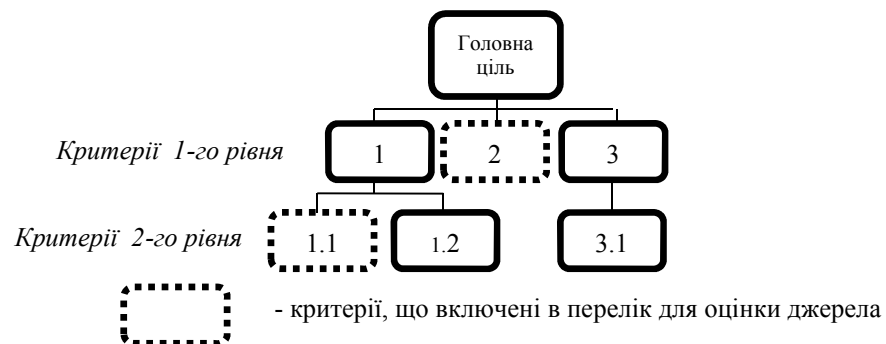 Головна
ціль
Критерії 1-го рівня
1
2
3
Критерії 2-го рівня
1.1
1.2
3.1
- критерії, що включені в перелік для оцінки джерела